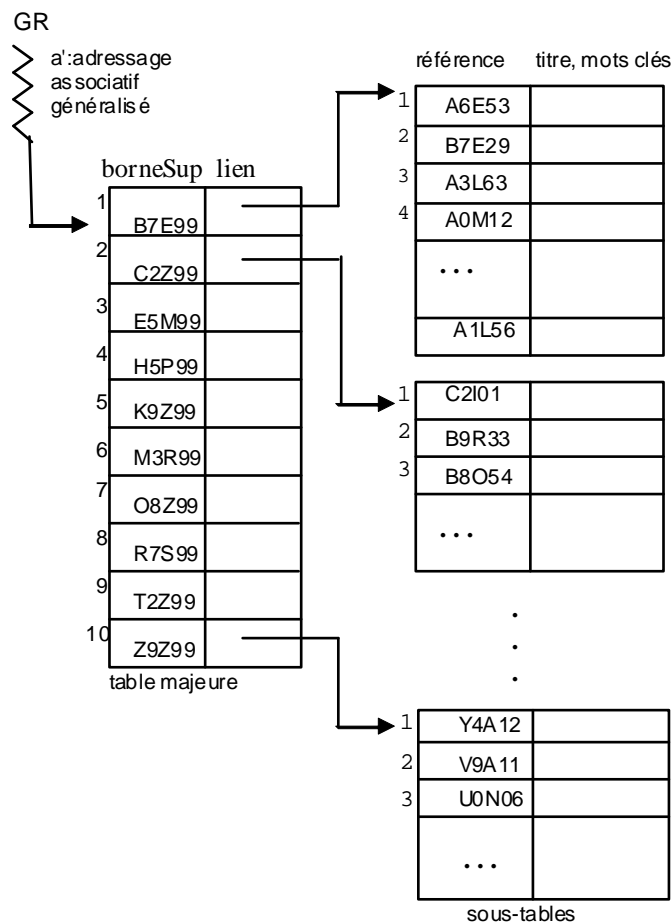 GR
a':adressage
associatif
généralisé
borneSup lien
1 B7E99
2 C2Z99
3 E5M99
4 H5P99
5 K9Z99
6 M3R99
7 O8Z99
8 R7S99
9 T2Z99
10 Z9Z99
table majeure
référence titre, mots clés
1 A6E53
2 B7E29
3 A3L63
4 A0M12
...
A1L56
1 C2I01
2 B9R33
3 B8O54
...
.
.
.
1 Y4A12
2 V9A11
3 U0N06
...
sous-tables